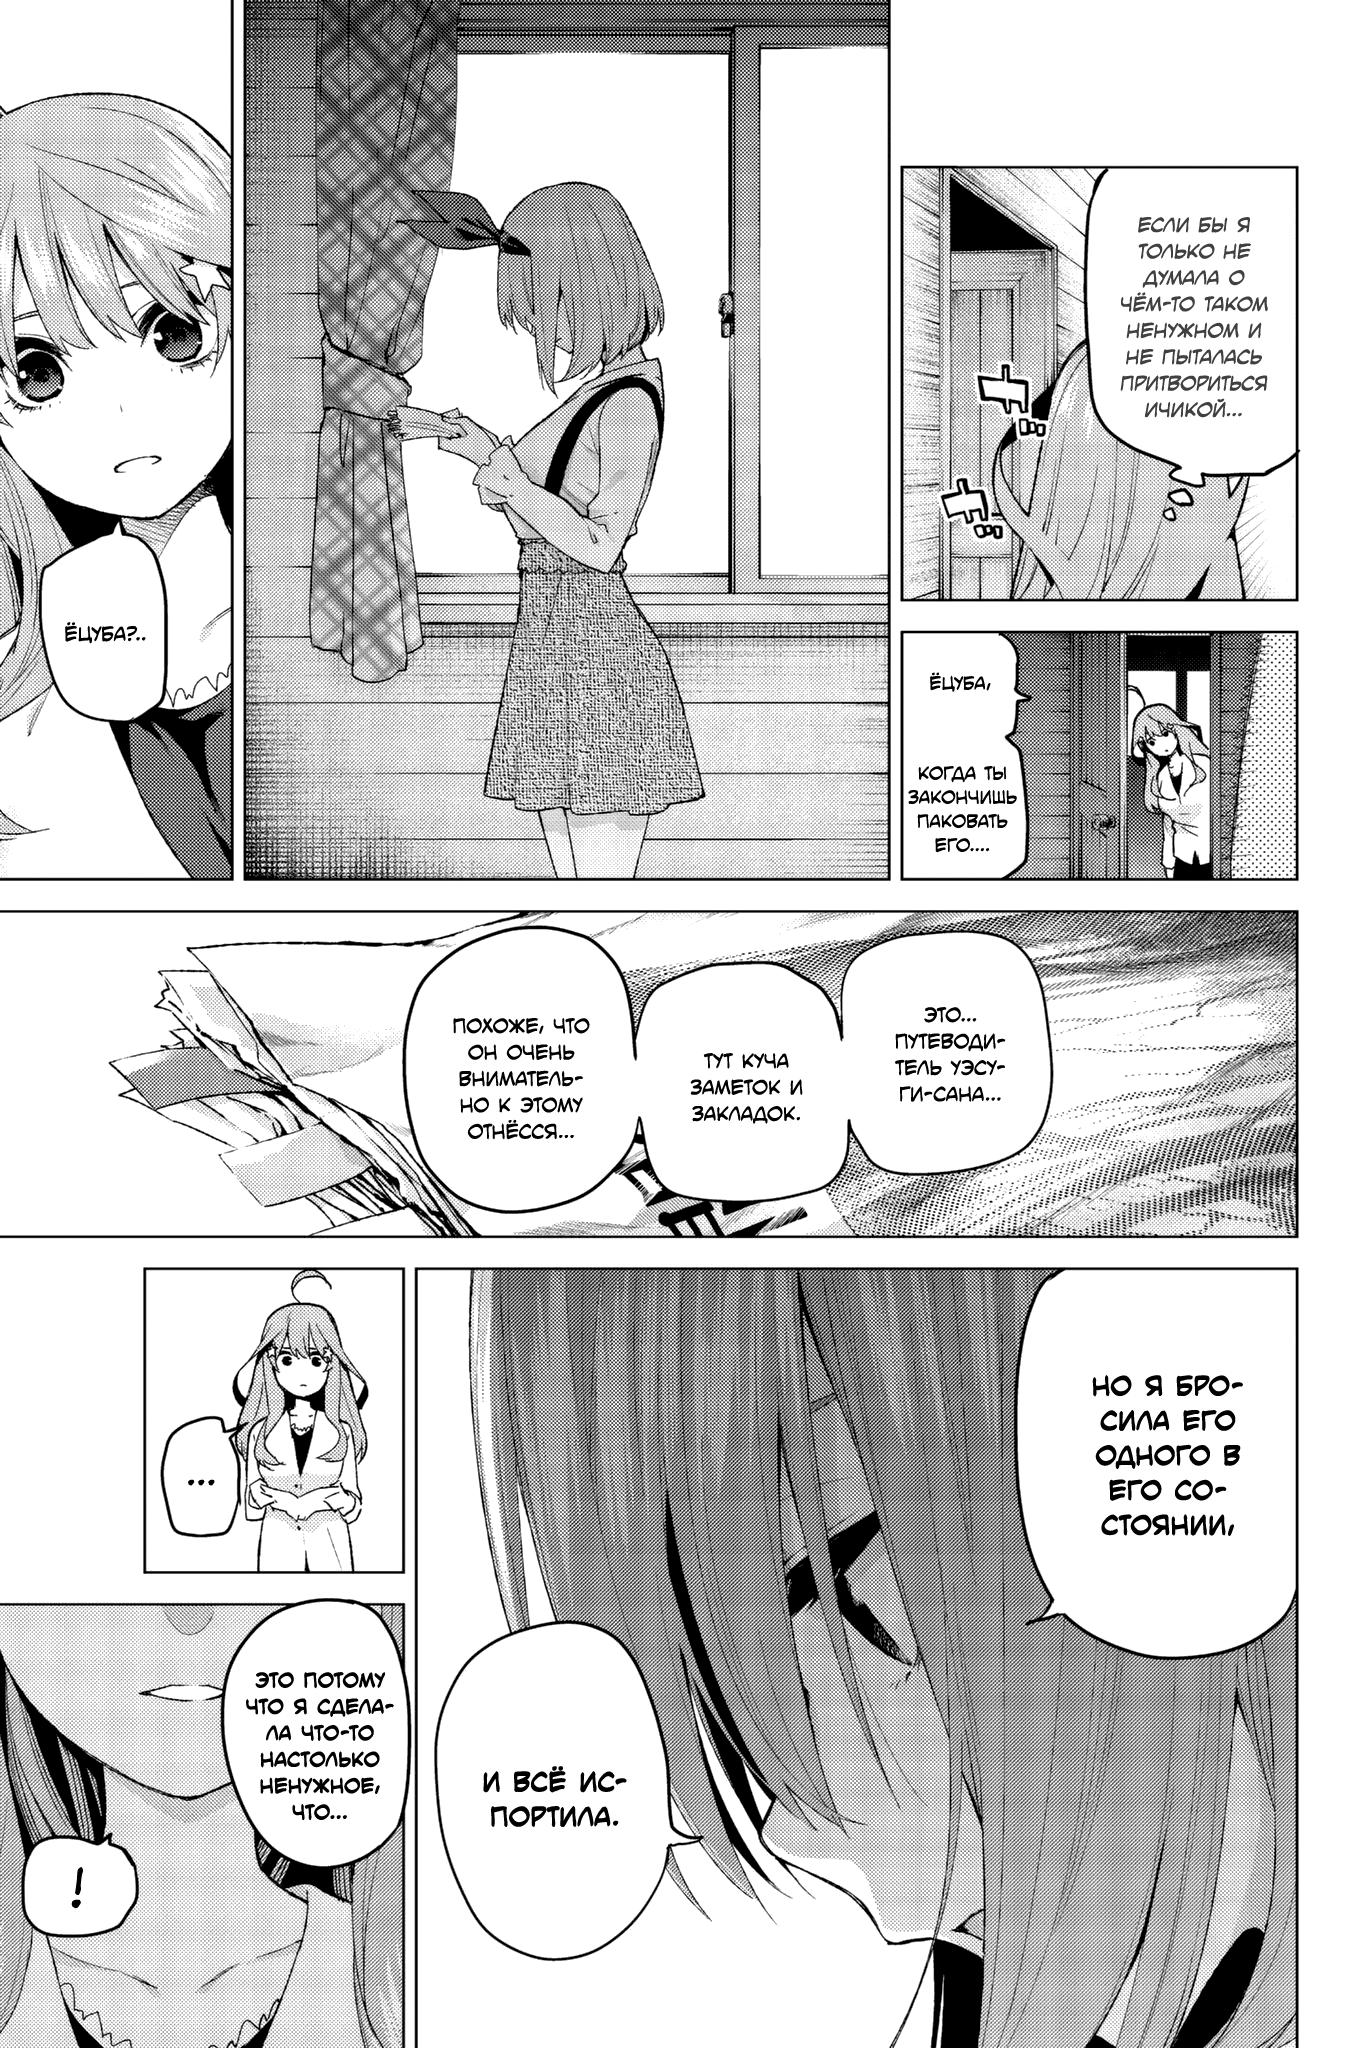 ЕСЛИ БЫ Я
ТОЛЬКО НЕ
ДУМАЛА О
ЧЁМ-ТО ТАКОМ
НЕНУЖНОМ И
НЕ ПЫТАЛАСЬ
ПРИТВОРИТЬСЯ
ИЧИКОЙ...
ЁЦУБА,
КОГДА ТЫ
ЗАКОНЧИШЬ
ПАКОВАТЬ
ЕГО....
ЁЦУБА?..
ЭТО...
ПУТЕВОДИ-
ТЕЛЬ УЭСУ-
ГИ-САНА...
ТУТ КУЧА
ЗАМЕТОК И
ЗАКЛАДОК.
ПОХОЖЕ, ЧТО
ОН ОЧЕНЬ
ВНИМАТЕЛЬ-
НО К ЭТОМУ
ОТНЁССЯ...
НО Я БРО-
СИЛА ЕГО
ОДНОГО В
ЕГО СО-
СТОЯНИИ,
И ВСЁ ИС-
ПОРТИЛА.
...
ЭТО ПОТОМУ
ЧТО Я СДЕЛА-
ЛА ЧТО-ТО
НАСТОЛЬКО
НЕНУЖНОЕ,
ЧТО...
!